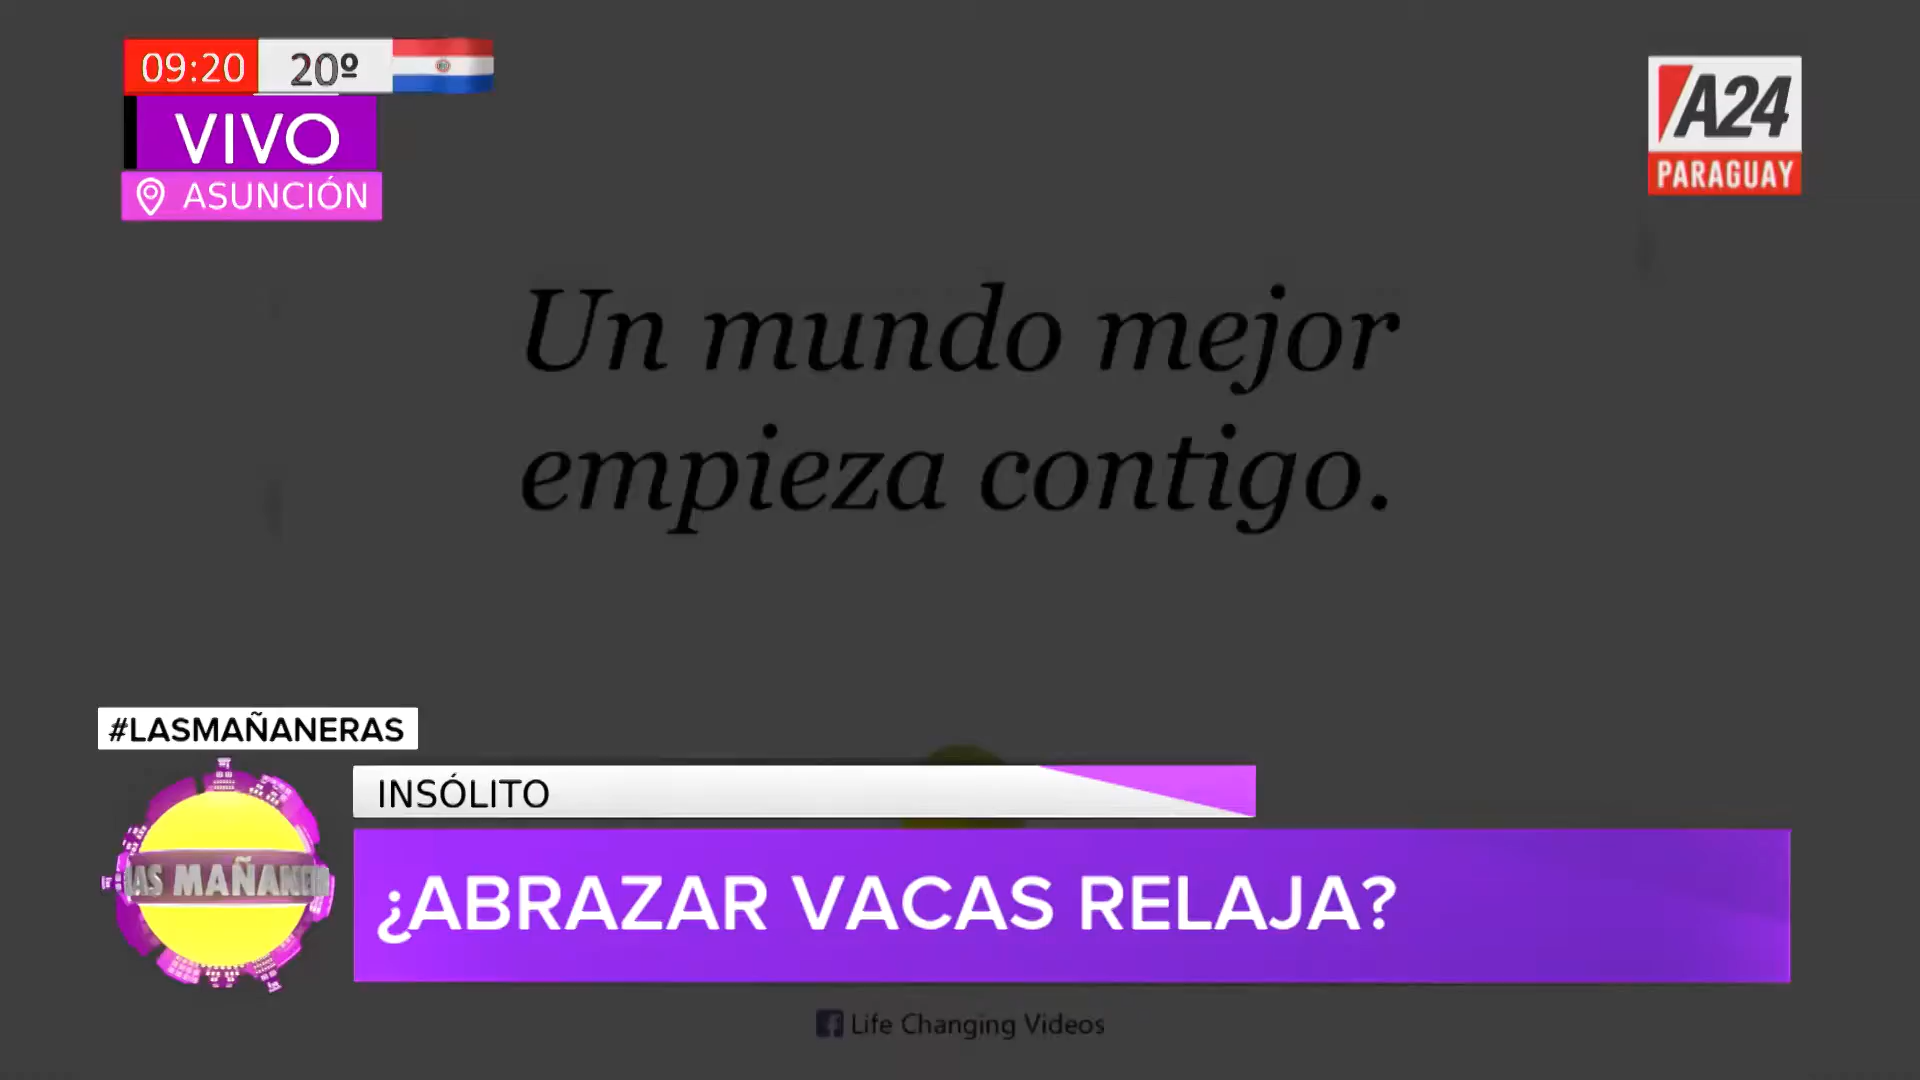 09:20 20º
VIVO
ASUNCIÓN
A24
PARAGUAY
Un mundo mejor
empieza contigo.
#LASMAÑANERAS
INSÓLITO
¿ABRAZAR VACAS RELAJA?
Life Changing Videos